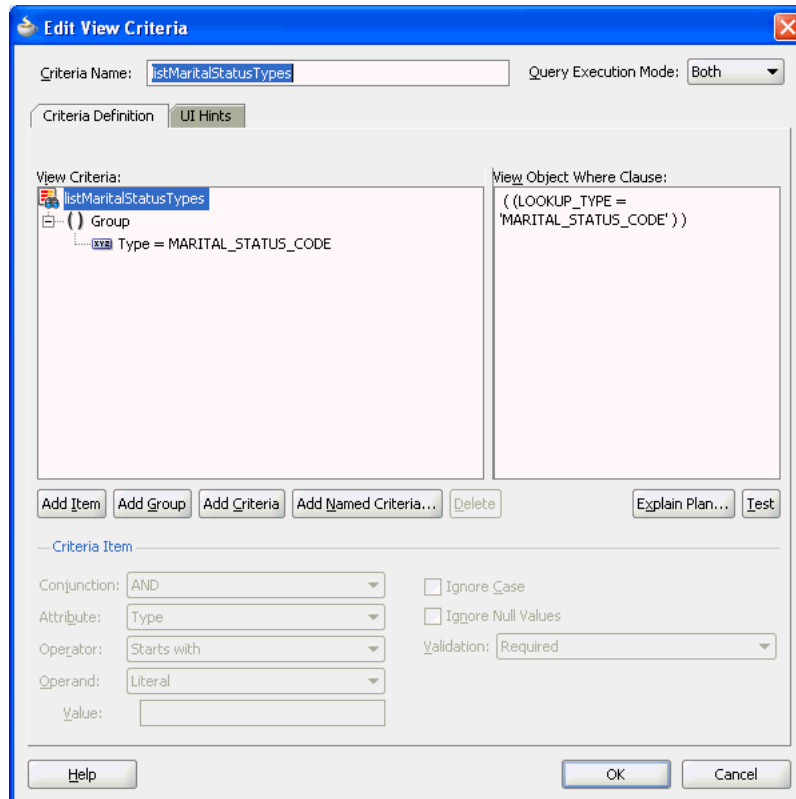 Edit View Criteria
Criteria Name: listMaritalStatusTypes Query Execution Mode: Both
Criteria Definition UI Hints
View Criteria: View Object Where Clause:
listMaritalStatusTypes ( (LOOKUP_TYPE =
() Group 'MARITAL_STATUS_CODE' ) )
XYZ Type = MARITAL_STATUS_CODE
Add Item Add Group Add Criteria Add Named Criteria... Delete Explain Plan... Test
Criteria Item
Conjunction: AND Ignore Case
Attribute: Type Ignore Null Values
Operator: Starts with Validation: Required
Operand: Literal
Value:
Help OK Cancel